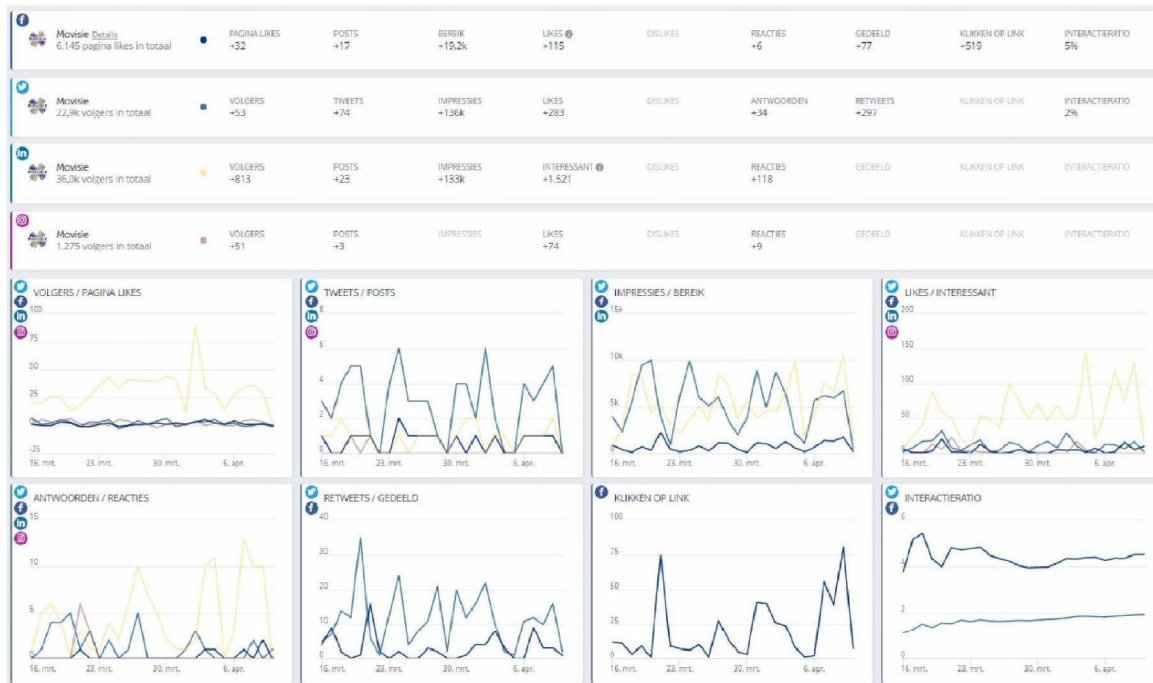 Movisie Details
6.145 pagina likes in totaal
PAGINA LIKES
+32
POSTS
+17
BEREIK
+19,2k
LIKES
+115
DISLIKES
REACTIES
+6
GEDEELD
+77
KLIKKEN OP LINK
+519
INTERACTIERATIO
5%
Movisie
22,9k volgers in totaal
VOLGERS
+53
TWEETS
+74
IMPRESSIES
+136k
LIKES
+283
DISLIKES
ANTWOORDEN
+34
RETWEETS
+297
KLIKKEN OP LINK
INTERACTIERATIO
2%
Movisie
36,0k volgers in totaal
VOLGERS
+813
POSTS
+23
IMPRESSIES
+133k
INTERESSANT
+1.521
DISLIKES
REACTIES
+118
GEDEELD
KLIKKEN OP LINK
INTERACTIERATIO
Movisie
1.275 volgers in totaal
VOLGERS
+51
POSTS
+3
IMPRESSIES
LIKES
+74
DISLIKES
REACTIES
+9
GEDEELD
KLIKKEN OP LINK
INTERACTIERATIO
VOLGERS / PAGINA LIKES
100
75
50
25
-25
16. mrt.
23. mrt.
30. mrt.
6. apr.
TWEETS / POSTS
8
6
4
2
0
16. mrt.
23. mrt.
30. mrt.
6. apr.
IMPRESSIES / BEREIK
15k
10k
5k
0
16. mrt.
23. mrt.
30. mrt.
6. apr.
LIKES / INTERESSANT
200
150
100
50
0
16. mrt.
23. mrt.
30. mrt.
6. apr.
ANTWOORDEN / REACTIES
15
10
5
0
16. mrt.
23. mrt.
30. mrt.
6. apr.
RETWEETS / GEDEELD
40
30
20
10
0
16. mrt.
23. mrt.
30. mrt.
6. apr.
KLIKKEN OP LINK
100
75
50
25
0
16. mrt.
23. mrt.
30. mrt.
6. apr.
INTERACTIERATIO
6
4
2
0
16. mrt.
23. mrt.
30. mrt.
6. apr.